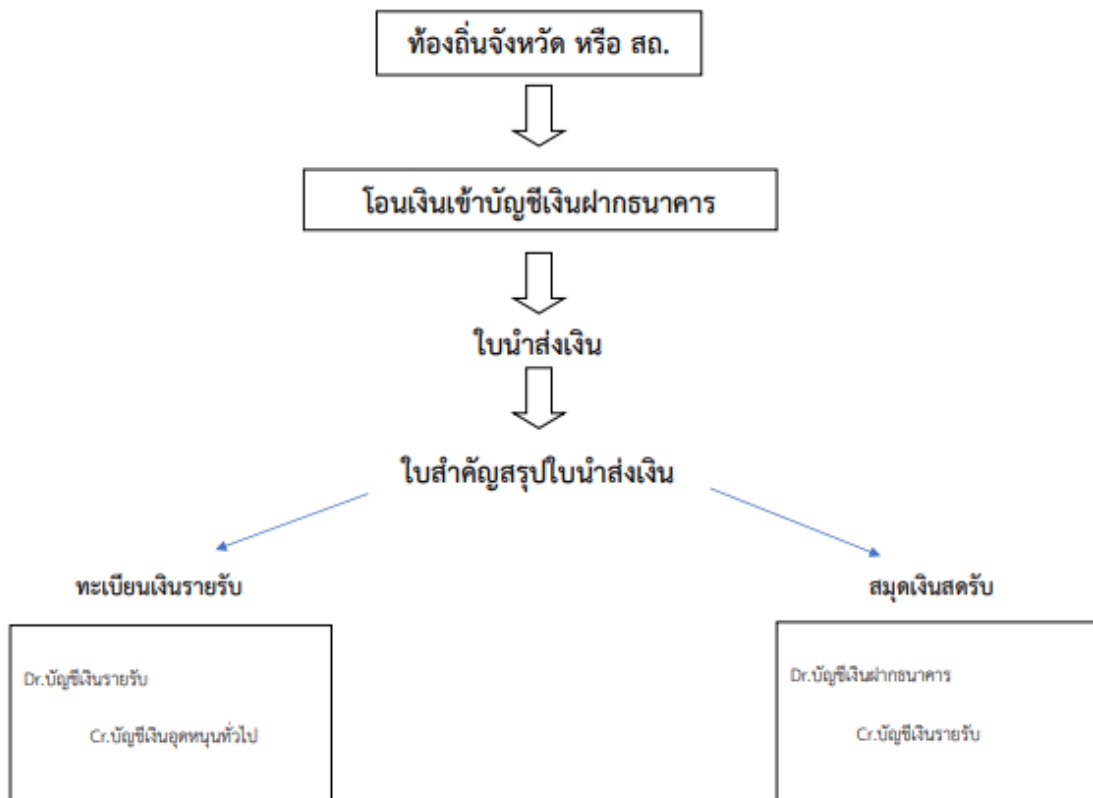 ท้องถิ่นจังหวัด หรือ สถ.
โอนเงินเข้าบัญชีเงินฝากธนาคาร
ใบนำส่งเงิน
ใบสำคัญสรุปใบนำส่งเงิน
ทะเบียนเงินรายรับ
สมุดเงินสดรับ
Dr.บัญชีเงินรายรับ
Cr.บัญชีเงินอุดหนุนทั่วไป
Dr.บัญชีเงินฝากธนาคาร
Cr.บัญชีเงินรายรับ